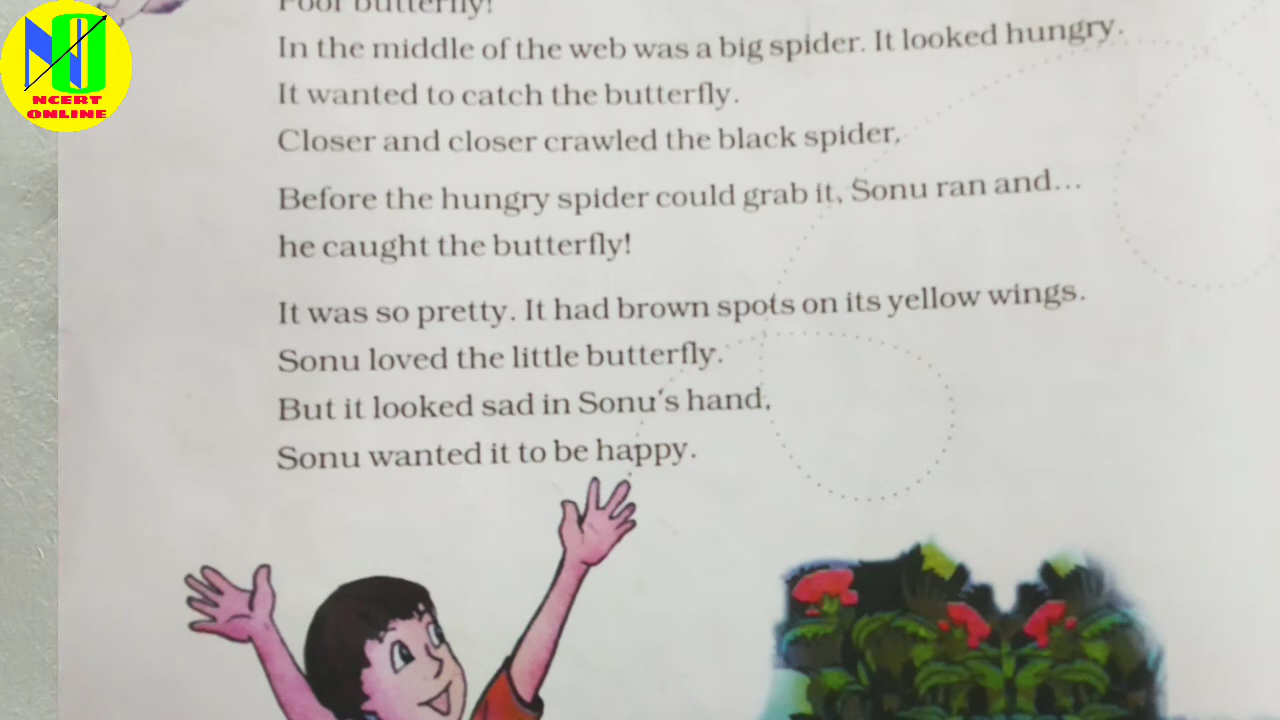 NCERT
ONLINE
Poor butterfly!
In the middle of the web was a big spider. It looked hungry.
It wanted to catch the butterfly.
Closer and closer crawled the black spider,
Before the hungry spider could grab it, Sonu ran and...
he caught the butterfly!
It was so pretty. It had brown spots on its yellow wings.
Sonu loved the little butterfly.
But it looked sad in Sonu's hand,
Sonu wanted it to be happy.